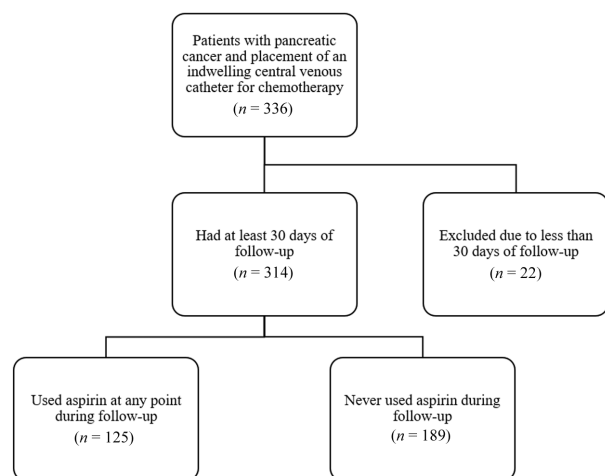 Patients with pancreatic
cancer and placement of an
indwelling central venous
catheter for chemotherapy
(n = 336)
Had at least 30 days of
follow-up
(n = 314)
Excluded due to less than
30 days of follow-up
(n = 22)
Used aspirin at any point
during follow-up
(n = 125)
Never used aspirin during
follow-up
(n = 189)